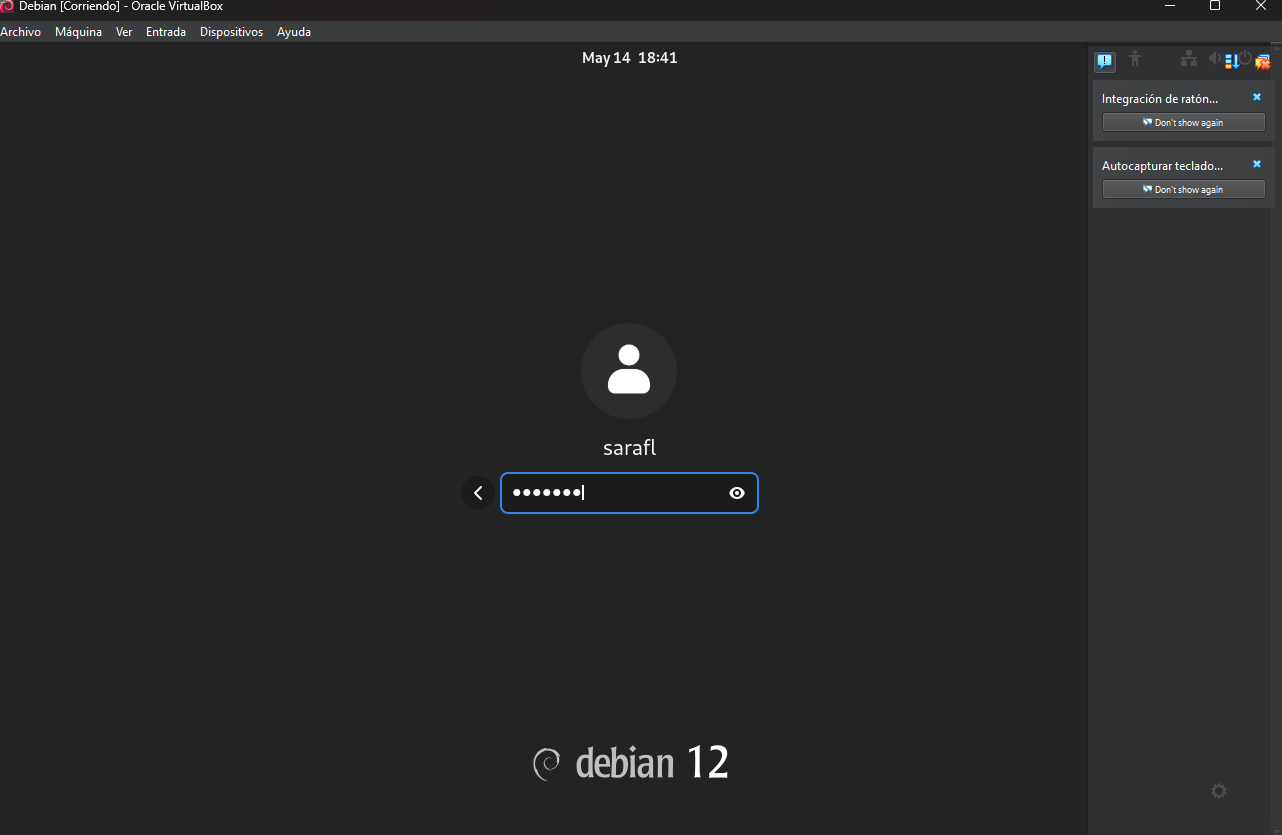 Debian [Corriendo] - Oracle VirtualBox
Archivo Máquina Ver Entrada Dispositivos Ayuda
May 14 18:41
Integración de ratón...
Don't show again
Autocapturar teclado...
Don't show again
sarafl
debian 12